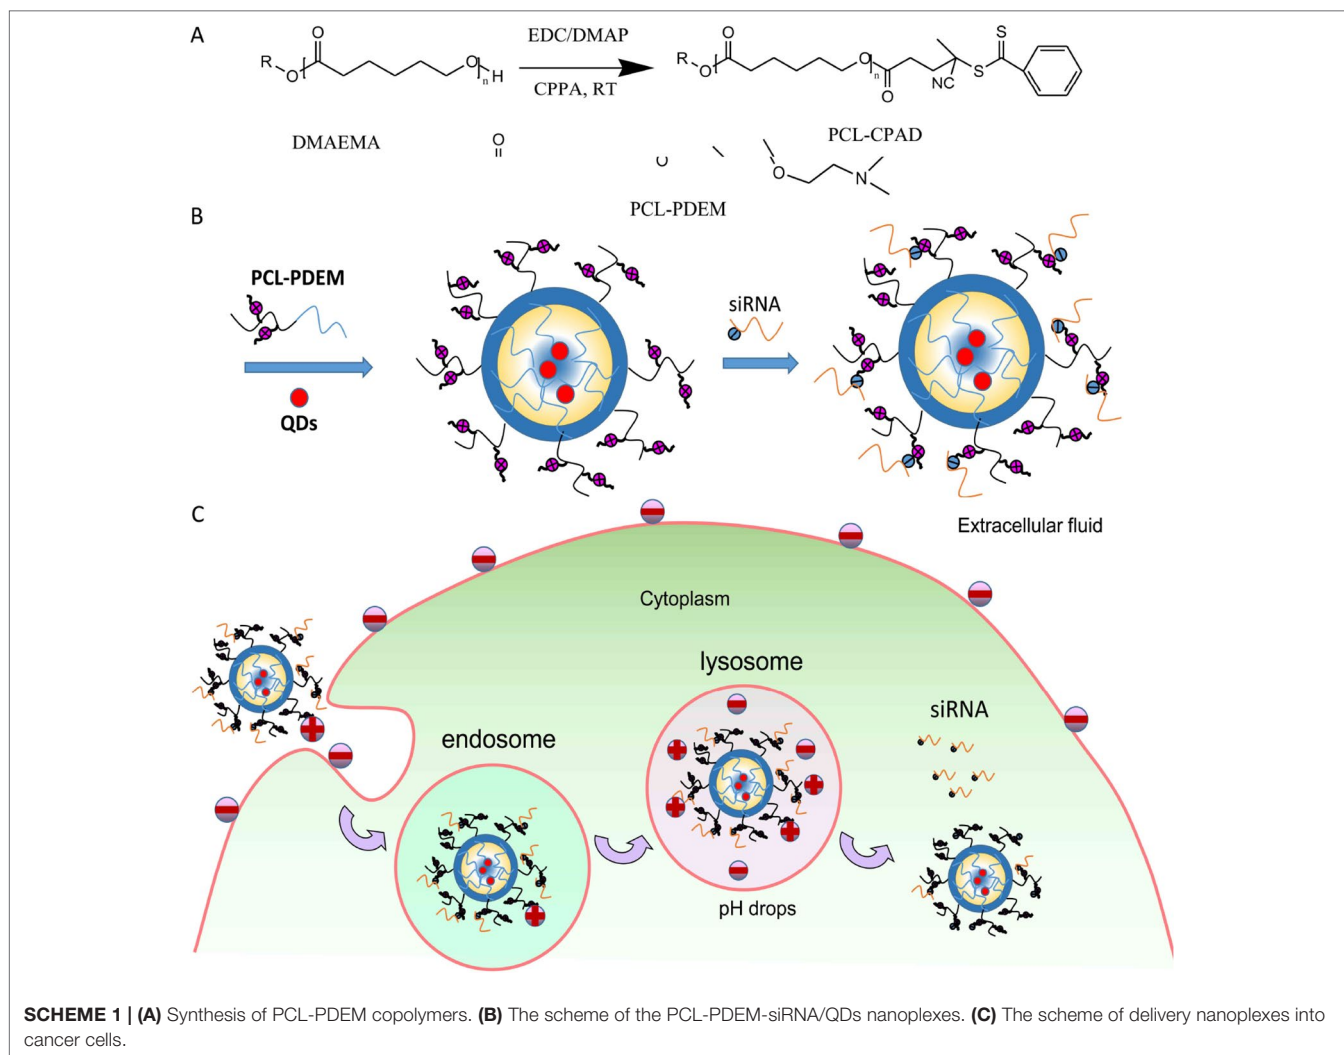 A
EDC/DMAP
CPPA, RT
R
O
O
O
n
H
R
O
O
O
n
O
NC
S
S
DMAEMA
PCL-CPAD
O
O
O
N
B
PCL-PDEM
PCL-PDEM
siRNA
QDs
C
Extracellular fluid
Cytoplasm
lysosome
siRNA
endosome
pH drops
SCHEME 1 | (A) Synthesis of PCL-PDEM copolymers. (B) The scheme of the PCL-PDEM-siRNA/QDs nanoplexes. (C) The scheme of delivery nanoplexes into
cancer cells.